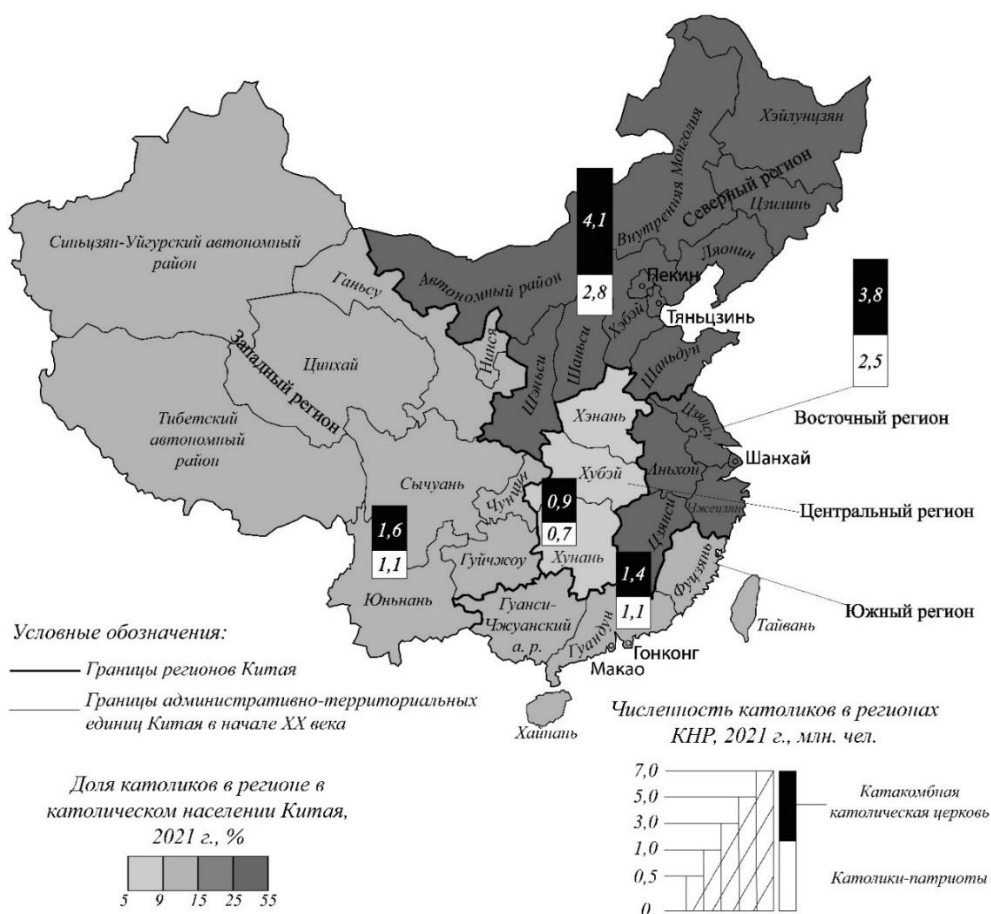 Хэйлунцзян
Северный регион
Внутренняя Монголия
Цзилинь
Ляонин
4,1
2,8
Синьцзян-Уйгурский автономный
район
Ганьсу
Автономный район
Пекин
Тяньцзинь
Хэбэй
3,8
2,5
Нинся
Шэньси
Шаньси
Шаньдун
Цинхай
Западный регион
Тибетский
автономный
район
Хэнань
Цзянсу
Восточный регион
Шанхай
Аньхой
Хубэй
Сычуань
Чунцин
Чжецзян
0,9
0,7
Центральный регион
Цзянси
1,6
1,1
Гуйчжоу
Хунань
1,4
1,1
Фуцзянь
Юньнань
Гуанси-
Чжуанский
а. р.
Гуандун
Южный регион
Тайвань
Гонконг
Макао
Хайнань
Условные обозначения:
Границы регионов Китая
Границы административно-территориальных
единиц Китая в начале XX века
Доля католиков в регионе в
католическом населении Китая,
2021 г., %
5 9 15 25 55
Численность католиков в регионах
КНР, 2021 г., млн. чел.
7,0
5,0
3,0
1,0
0,5
0
Катакомбная
католическая церковь
Католики-патриоты